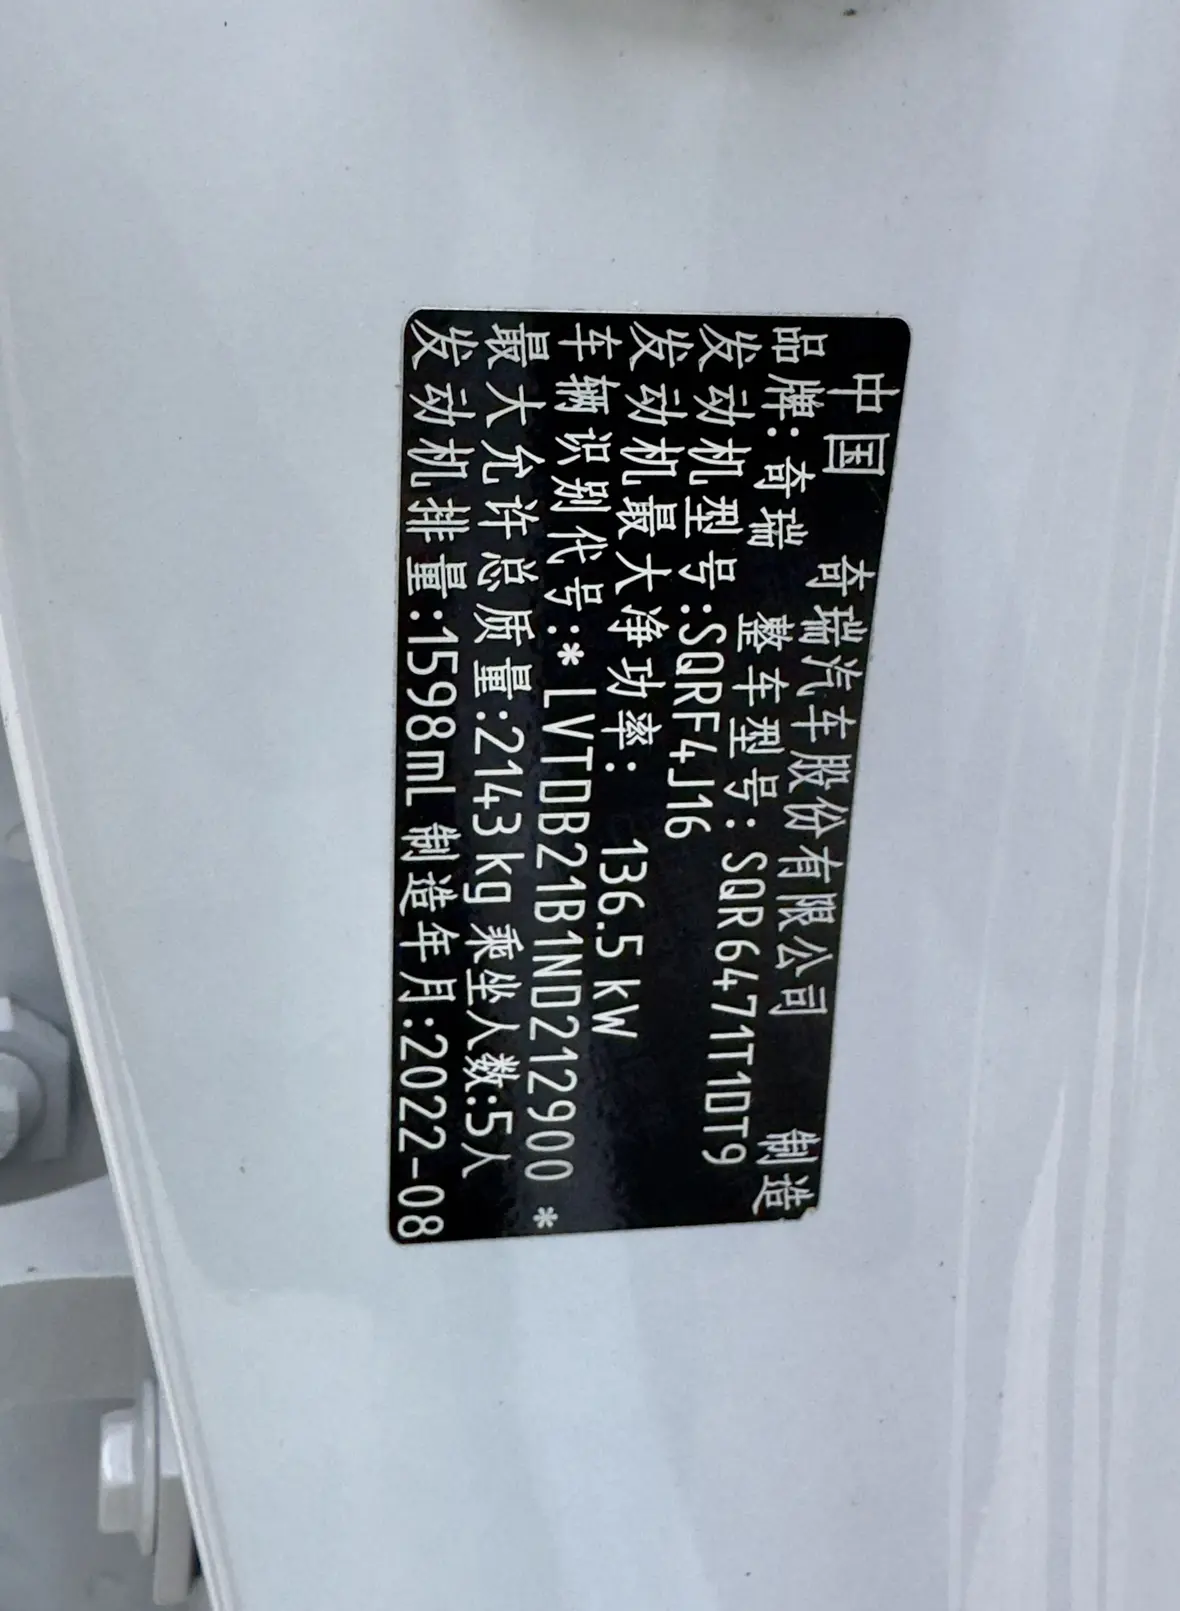 中国 奇瑞汽车股份有限公司 制造
品牌:奇瑞 整车型号:SQR6471T1DT9
发动机型号:SQRF4J16
发动机最大净功率: 136.5 kW
车辆识别代号:* LVTDB21B1ND212900 *
最大允许总质量:2143kg 乘坐人数:5人
发动机排量:1598mL 制造年月:2022-08